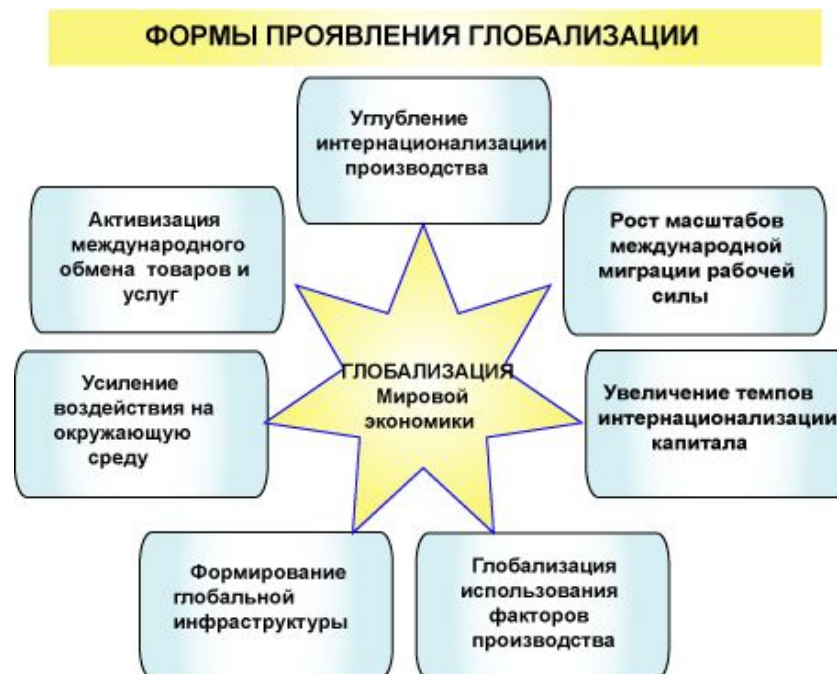 ФОРМЫ ПРОЯВЛЕНИЯ ГЛОБАЛИЗАЦИИ
Углубление
интернационализации
производства
Активизация
международного
обмена товаров и
услуг
Рост масштабов
международной
миграции рабочей
силы
ГЛОБАЛИЗАЦИЯ
Мировой
экономики
Усиление
воздействия на
окружающую
среду
Увеличение темпов
интернационализации
капитала
Формирование
глобальной
инфраструктуры
Глобализация
использования
факторов
производства